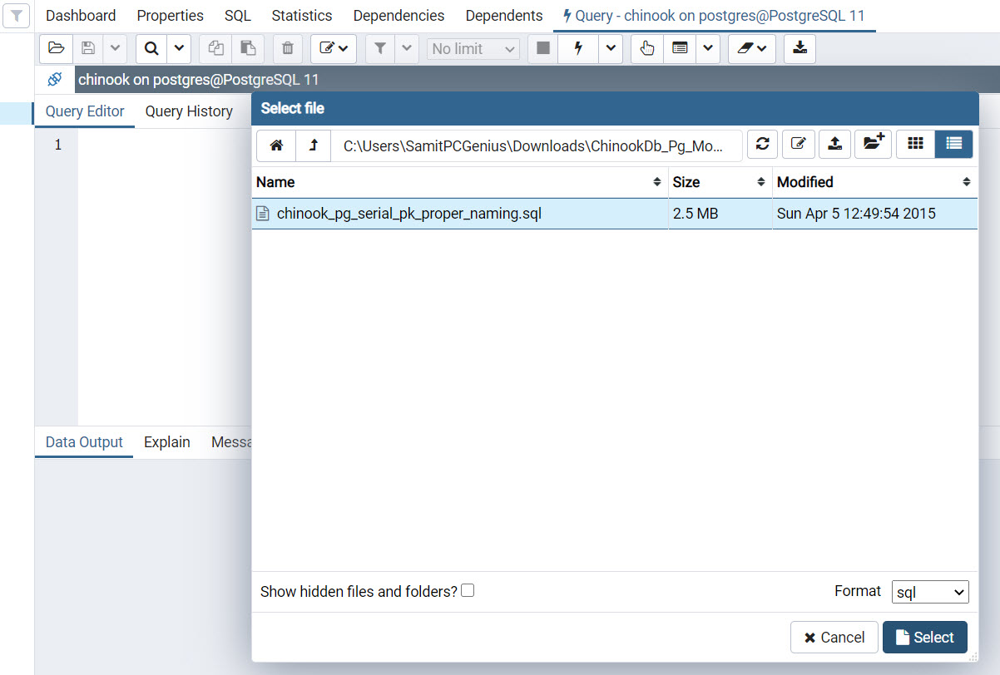 Dashboard Properties SQL Statistics Dependencies Dependents Query - chinook on postgres@PostgreSQL 11
No limit
chinook on postgres@PostgreSQL 11
Query Editor Query History
Select file
1
C:\Users\SamitPCGenius\Downloads\ChinookDb_Pg_Mo...
Name Size Modified
chinook_pg_serial_pk_proper_naming.sql 2.5 MB Sun Apr 5 12:49:54 2015
Data Output Explain Messa
Show hidden files and folders? Format sql
Cancel Select